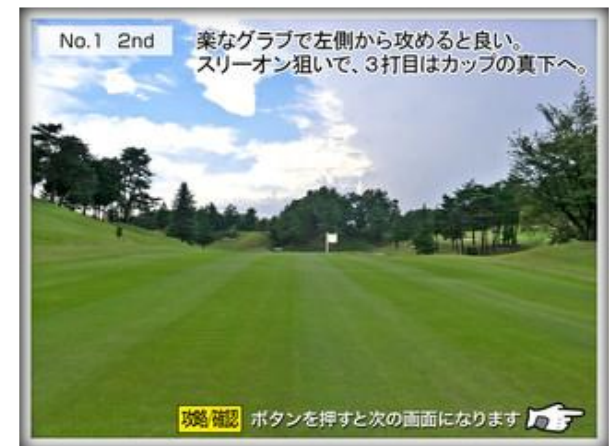 No.1 2nd
楽なグラブで左側から攻めると良い。
スリーオン狙いで、3打目はカップの真下へ。
攻略/確認 ボタンを押すと次の画面になります